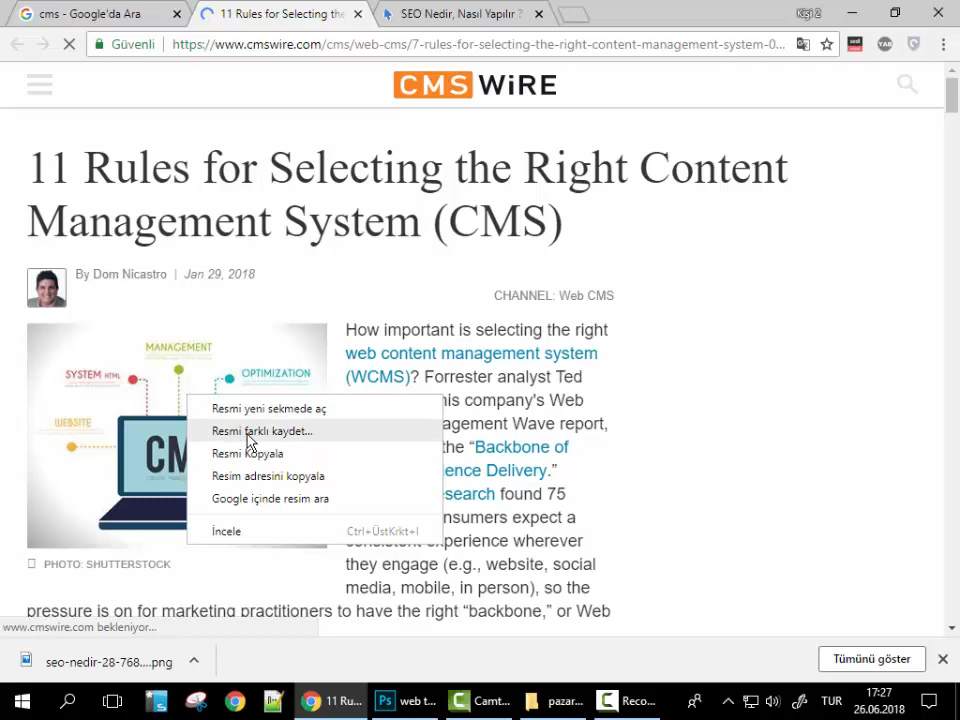 cms - Google'da Ara
11 Rules for Selecting the
SEO Nedir, Nasıl Yapılır ?
Kişi 2
Güvenli
https://www.cmswire.com/cms/web-cms/7-rules-for-selecting-the-right-content-management-system-0...
CMS WiRE
11 Rules for Selecting the Right Content
Management System (CMS)
By Dom Nicastro | Jan 29, 2018
CHANNEL: Web CMS
MANAGEMENT
SYSTEM HTML
OPTIMIZATION
WEBSITE
CM
How important is selecting the right
web content management system
(WCMS)? Forrester analyst Ted
his company's Web
agement Wave report,
the “Backbone of
ence Delivery.”
esearch found 75
nsumers expect a
consistent experience wherever
they engage (e.g., website, social
media, mobile, in person), so the
pressure is on for marketing practitioners to have the right “backbone,” or Web
Resmi yeni sekmede aç
Resmi farklı kaydet...
Resmi kopyala
Resim adresini kopyala
Google içinde resim ara
İncele Ctrl+ÜstKrkt+I
PHOTO: SHUTTERSTOCK
www.cmswire.com bekleniyor...
seo-nedir-28-768....png
Tümünü göster
11 Ru...
Ps
web t...
Camt...
pazar...
Reco...
TUR
17:27
26.06.2018